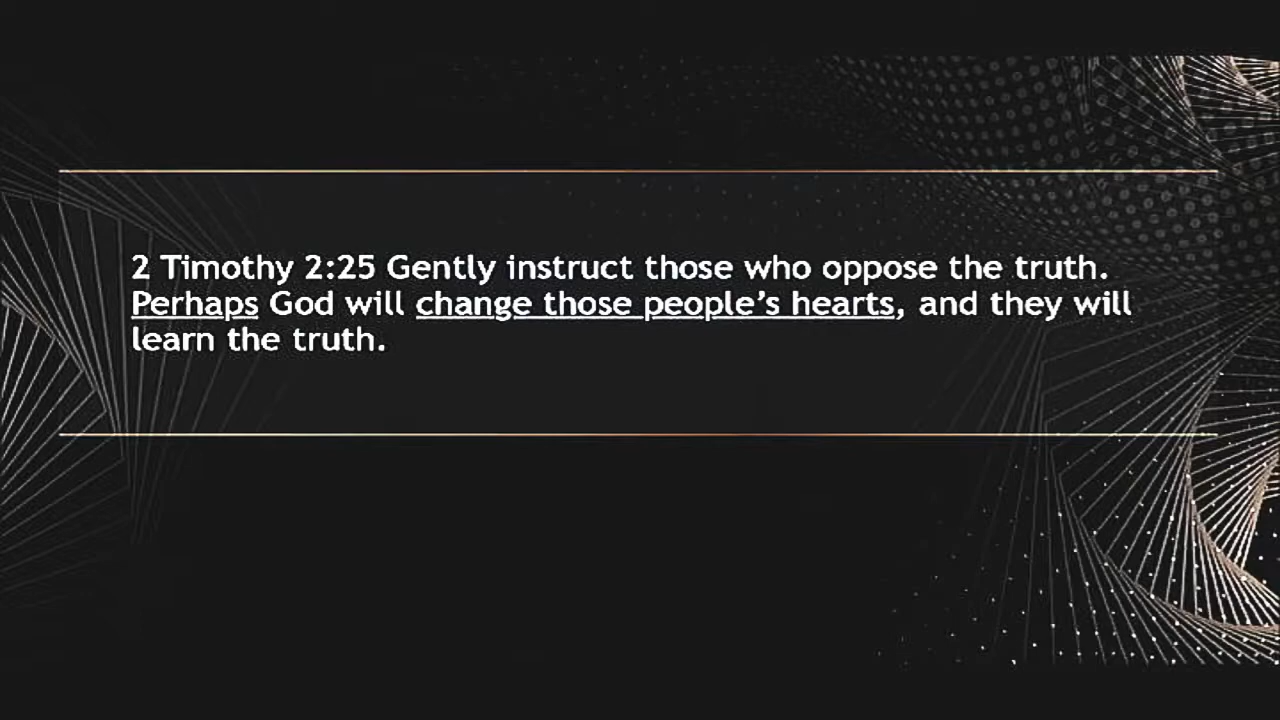 2 Timothy 2:25 Gently instruct those who oppose the truth.
Perhaps God will change those people’s hearts, and they will
learn the truth.